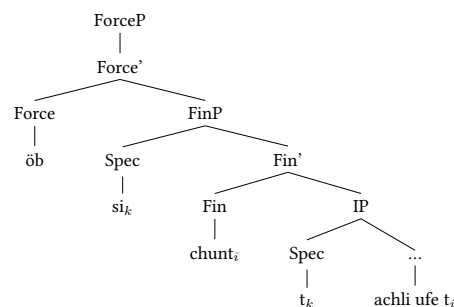 ForceP
Force’
Force FinP
öb Spec Fin’
si_k Fin IP
chunt_i Spec ...
t_k achli ufe t_i